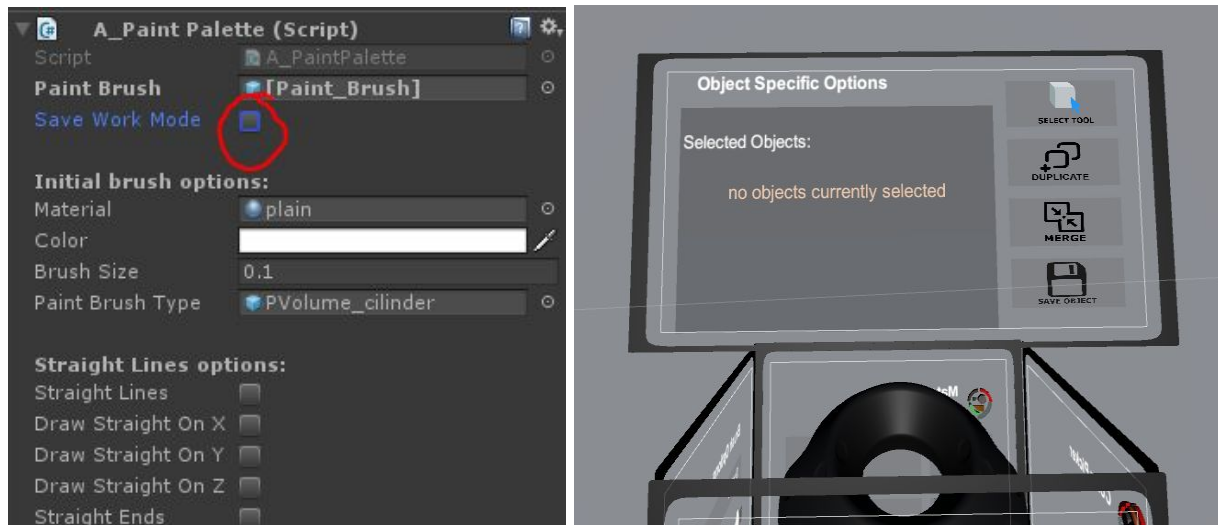 A_Paint Palette (Script)
Script A_PaintPalette
Paint Brush [Paint_Brush]
Save Work Mode
Initial brush options:
Material plain
Color
Brush Size 0.1
Paint Brush Type PVolume_cilinder
Straight Lines options:
Straight Lines
Draw Straight On X
Draw Straight On Y
Draw Straight On Z
Straight Ends
Object Specific Options
Selected Objects:
no objects currently selected
SELECT TOOL
DUPLICATE
MERGE
SAVE OBJECT